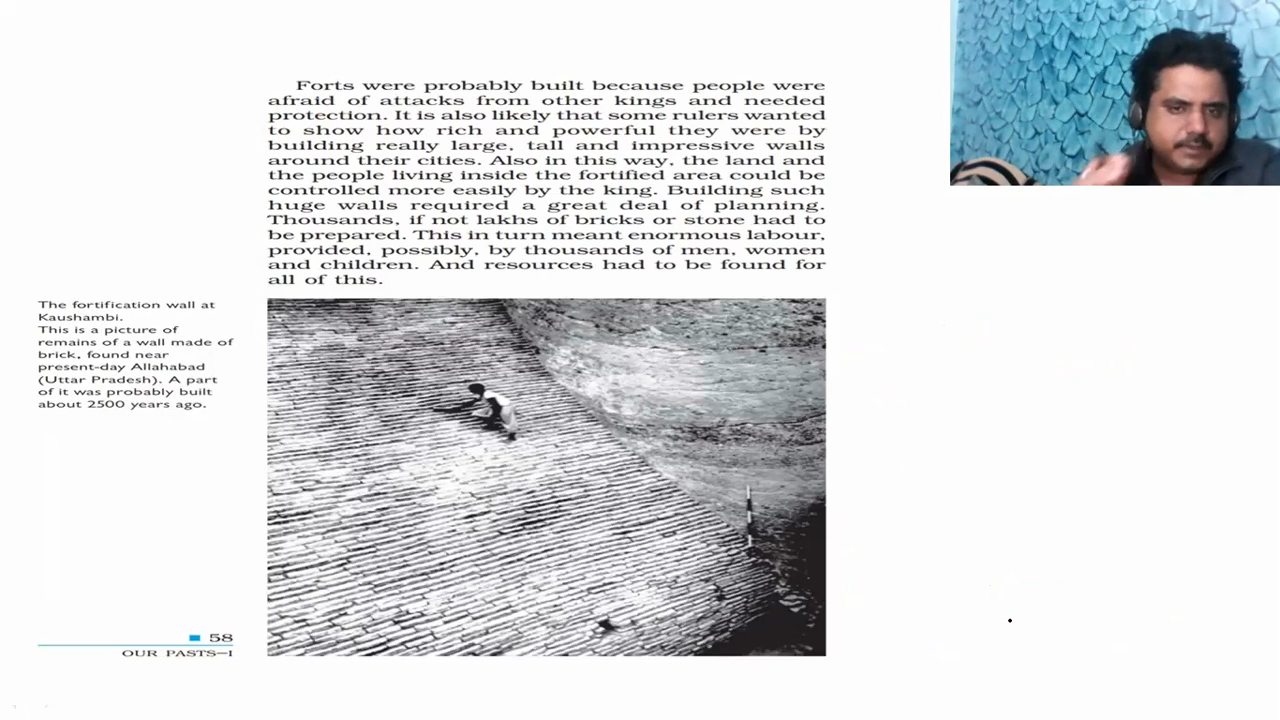 Forts were probably built because people were
afraid of attacks from other kings and needed
protection. It is also likely that some rulers wanted
to show how rich and powerful they were by
building really large, tall and impressive walls
around their cities. Also in this way, the land and
the people living inside the fortified area could be
controlled more easily by the king. Building such
huge walls required a great deal of planning.
Thousands, if not lakhs of bricks or stone had to
be prepared. This in turn meant enormous labour,
provided, possibly, by thousands of men, women
and children. And resources had to be found for
all of this.
The fortification wall at
Kaushambi.
This is a picture of
remains of a wall made of
brick, found near
present-day Allahabad
(Uttar Pradesh). A part
of it was probably built
about 2500 years ago.
58
OUR PASTS–I